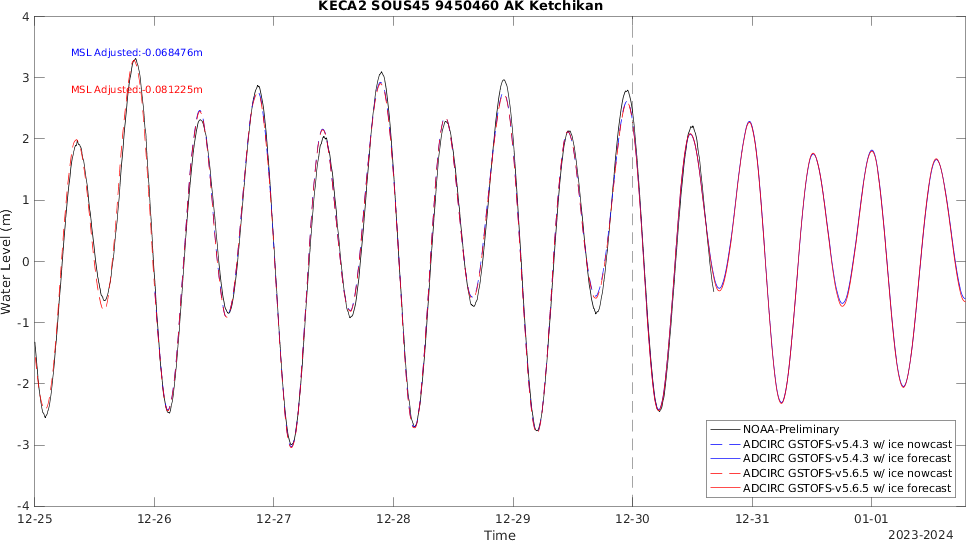 KECA2 SOUS45 9450460 AK Ketchikan
4
MSL Adjusted:-0.068476m
3
MSL Adjusted:-0.081225m
2
1
0
-1
-2
-3
-4
Water Level (m)
NOAA-Preliminary
ADCIRC GSTOFS-v5.4.3 w/ ice nowcast
ADCIRC GSTOFS-v5.4.3 w/ ice forecast
ADCIRC GSTOFS-v5.6.5 w/ ice nowcast
ADCIRC GSTOFS-v5.6.5 w/ ice forecast
12-25 12-26 12-27 12-28 12-29 12-30 12-31 01-01
Time
2023-2024